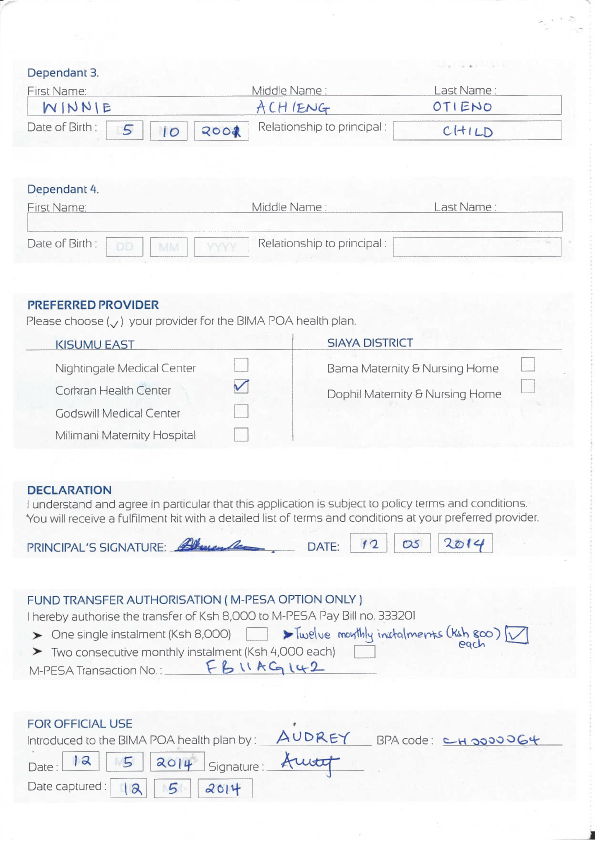 Dependant 3.
First Name: Middle Name : Last Name :
WINNIE ACHIENG OTIENO
Date of Birth : 5 10 2001 Relationship to principal : CHILD
Dependant 4.
First Name: Middle Name : Last Name :
Date of Birth : DD MM YYYY Relationship to principal :
PREFERRED PROVIDER
Please choose (✓) your provider for the BIMA POA health plan.
KISUMU EAST SIAYA DISTRICT
Nightingale Medical Center Bama Maternity & Nursing Home
Corkran Health Center ✓ Dophil Maternity & Nursing Home
Godswill Medical Center
Milimani Maternity Hospital
DECLARATION
I understand and agree in particular that this application is subject to policy terms and conditions.
You will receive a fulfilment kit with a detailed list of terms and conditions at your preferred provider.
PRINCIPAL'S SIGNATURE: DATE: 12 05 2014
FUND TRANSFER AUTHORISATION ( M-PESA OPTION ONLY )
I hereby authorise the transfer of Ksh 8,000 to M-PESA Pay Bill no. 333201
➤ One single instalment (Ksh 8,000) ➤ Twelve monthly instalments (Ksh 800) ✓
each
➤ Two consecutive monthly instalment (Ksh 4,000 each)
M-PESA Transaction No. : FB11AG142
FOR OFFICIAL USE
Introduced to the BIMA POA health plan by : AUDREY BPA code : CH0000064
Date : 12 5 2014 Signature :
Date captured : 12 5 2014